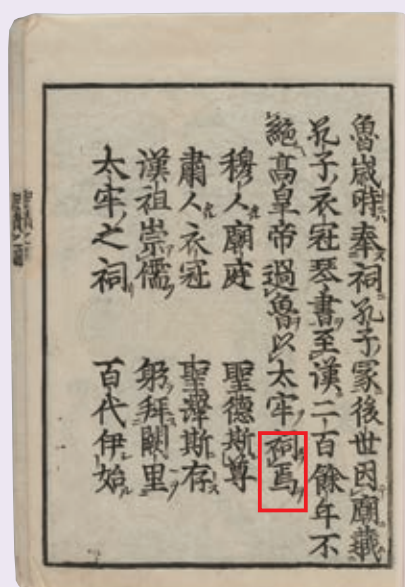 魯歳時奉祠孔子冢後世因廟藏
孔子衣冠琴書至漢二百餘年不
絶高皇帝過魯以太牢祠焉
穆人廟庭 聖德斯尊
肅人衣冠 聖澤斯存
漢祖崇儒 躬拜闕里
太牢之祠 百代伊始